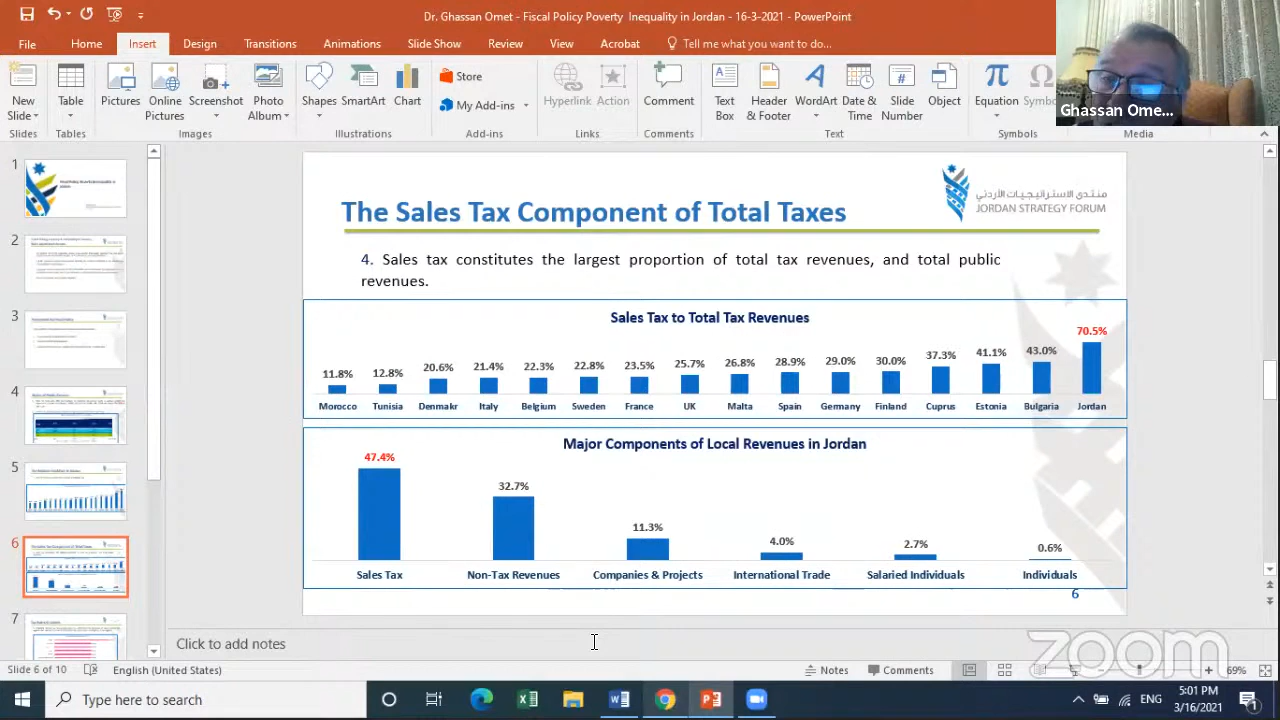 Dr. Ghassan Omet - Fiscal Policy Poverty Inequality in Jordan - 16-3-2021 - PowerPoint
File Home Insert Design Transitions Animations Slide Show Review View Acrobat Tell me what you want to do...
New Slide
Table
Pictures
Online Pictures
Screenshot
Photo Album
Shapes
SmartArt
Chart
Store
My Add-ins
Hyperlink
Action
Comment
Text Box
Header & Footer
WordArt
Date & Time
Slide Number
Object
Equation
Slides Tables Images Illustrations Add-ins Links Comments Text Symbols Media
Ghassan Ome...
1
2
3
4
5
6
7
منتدى الاستراتيجيات الأردني
JORDAN STRATEGY FORUM
The Sales Tax Component of Total Taxes
4. Sales tax constitutes the largest proportion of total tax revenues, and total public
revenues.
Sales Tax to Total Tax Revenues
11.8% 12.8% 20.6% 21.4% 22.3% 22.8% 23.5% 25.7% 26.8% 28.9% 29.0% 30.0% 37.3% 41.1% 43.0% 70.5%
Morocco Tunisia Denmakr Italy Belgium Sweden France UK Malta Spain Germany Finland Cuprus Estonia Bulgaria Jordan
Major Components of Local Revenues in Jordan
47.4% 32.7% 11.3% 4.0% 2.7% 0.6%
Sales Tax Non-Tax Revenues Companies & Projects International Trade Salaried Individuals Individuals
6
Click to add notes
zoom
Slide 6 of 10 English (United States) Notes Comments 69%
Type here to search
ENG
5:01 PM
3/16/2021
1